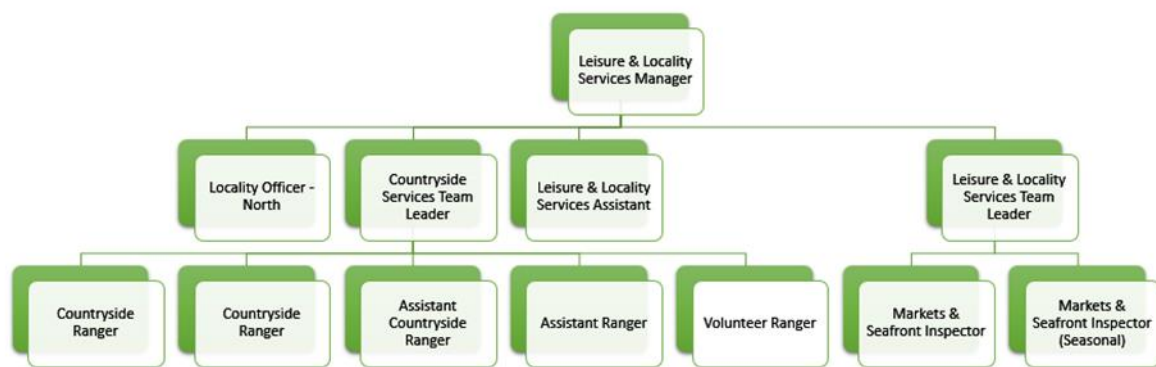 Leisure & Locality
Services Manager
Locality Officer -
North
Countryside
Services Team
Leader
Leisure & Locality
Services Assistant
Leisure & Locality
Services Team
Leader
Countryside
Ranger
Countryside
Ranger
Assistant
Countryside
Ranger
Assistant Ranger
Volunteer Ranger
Markets &
Seafront Inspector
Markets &
Seafront Inspector
(Seasonal)